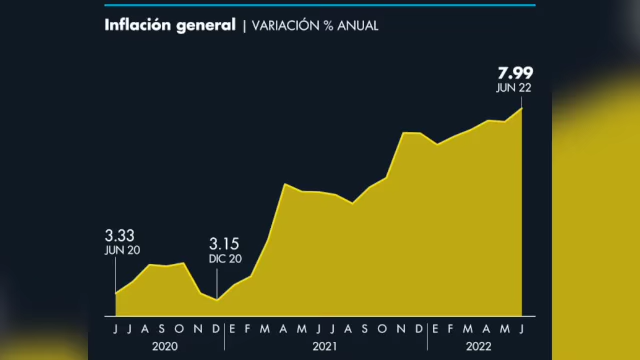 Inflación general | VARIACIÓN % ANUAL
7.99
JUN 22
3.33
JUN 20
3.15
DIC 20
J J A S O N D E F M A M J J A S O N D E F M A M J
2020 2021 2022